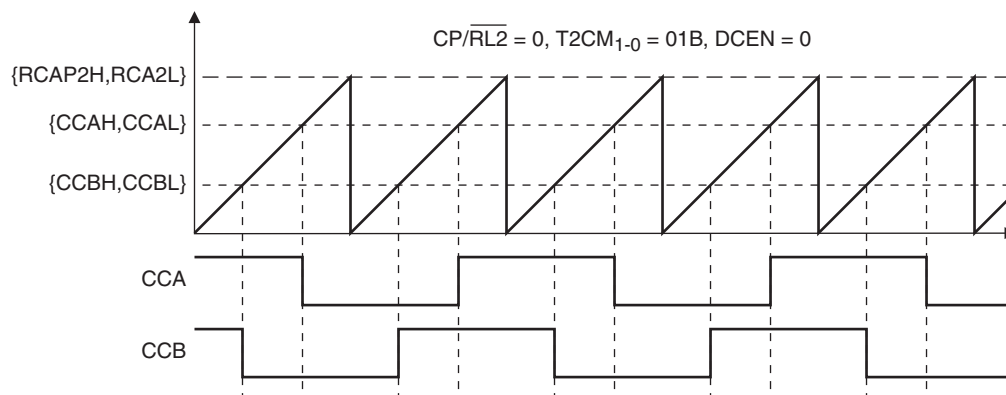 CP/RL2 = 0, T2CM1-0 = 01B, DCEN = 0
{RCAP2H,RCA2L}
{CCAH,CCAL}
{CCBH,CCBL}
CCA
CCB